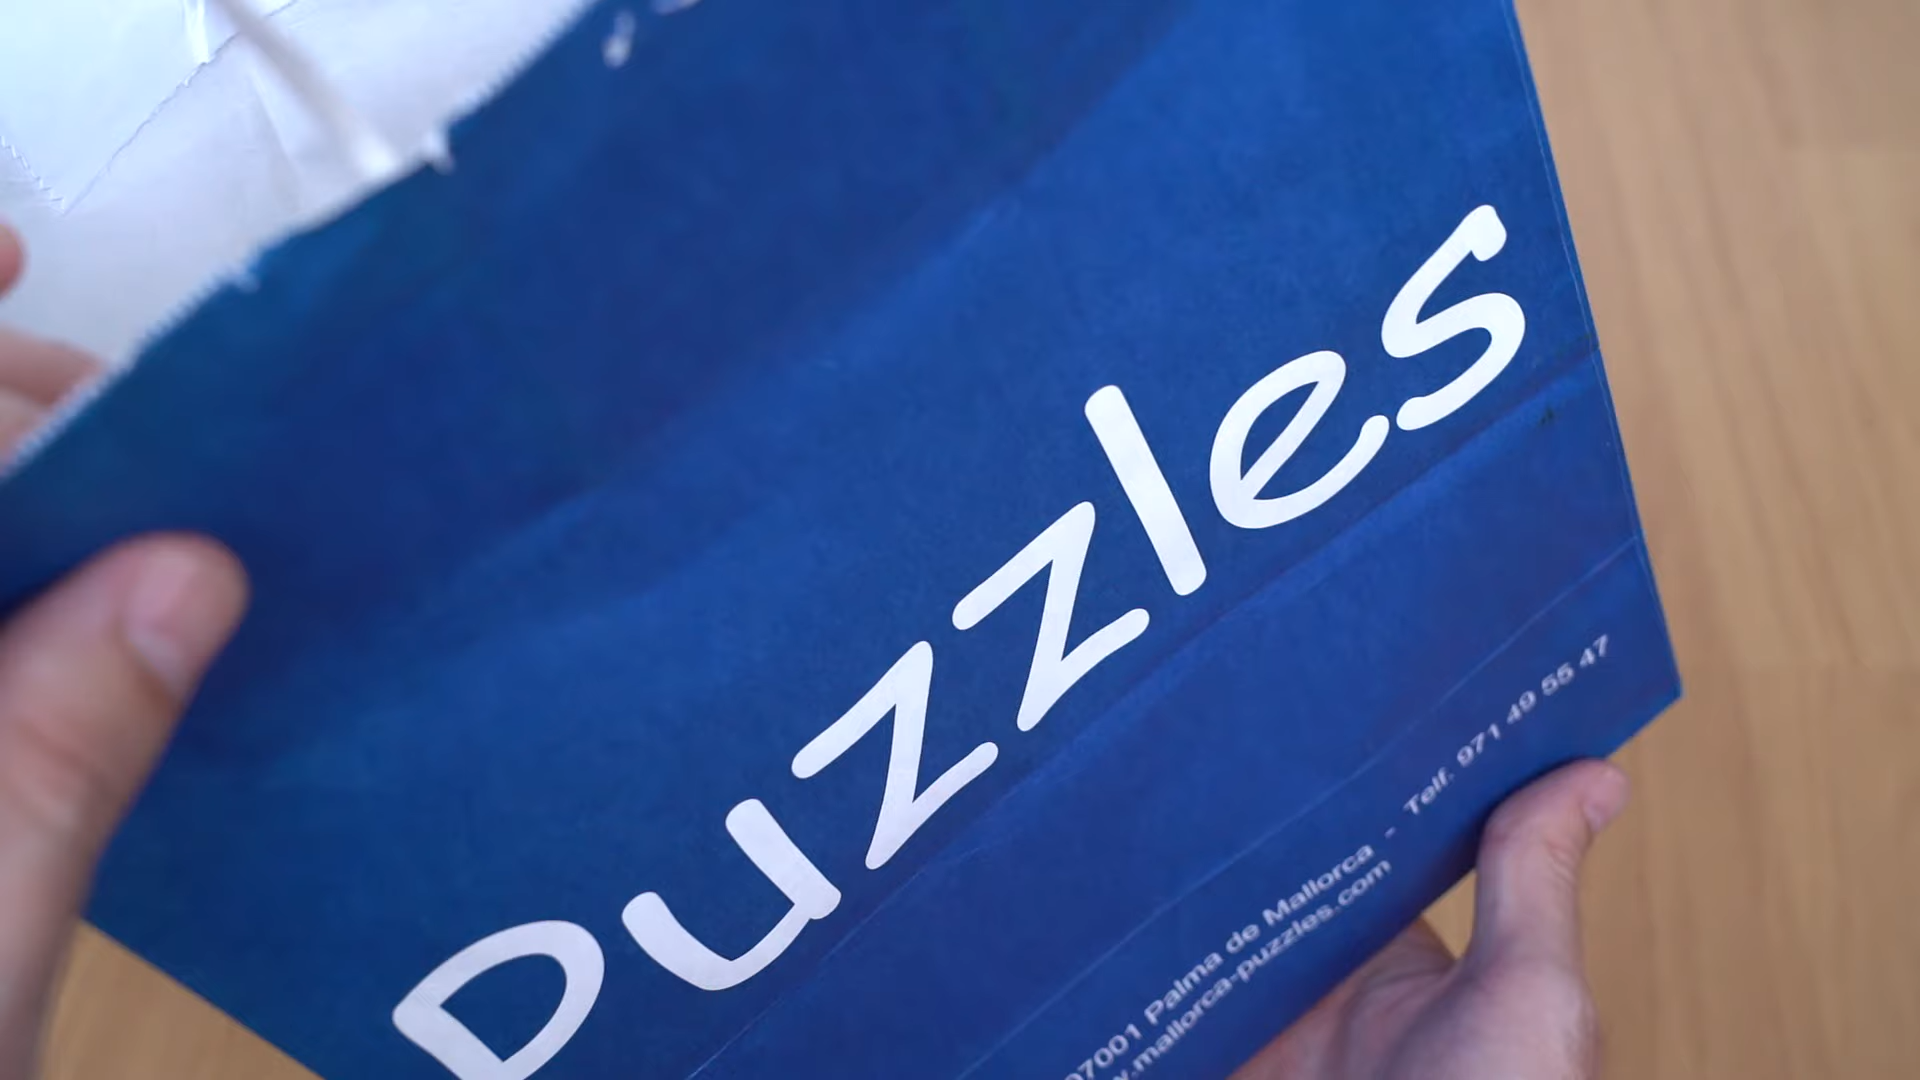 Puzzles
07001 Palma de Mallorca - Telf. 971 49 55 47
.mallorca-puzzles.com